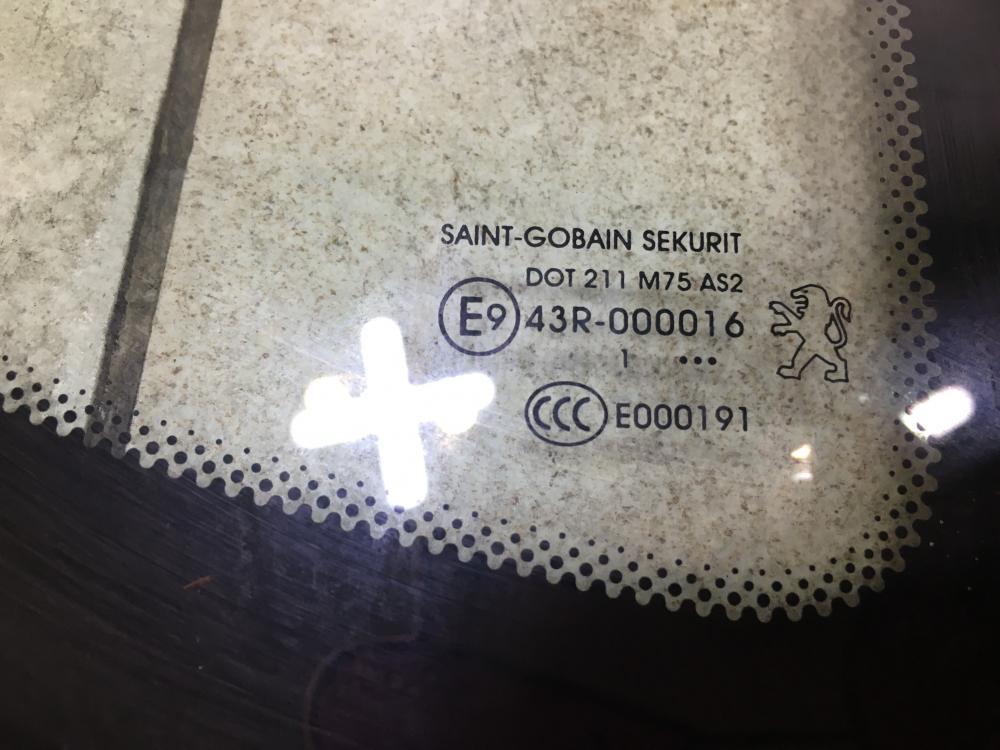 SAINT-GOBAIN SEKURIT
DOT 211 M75 AS2
E9 43R-000016
1 •••
CCC E000191